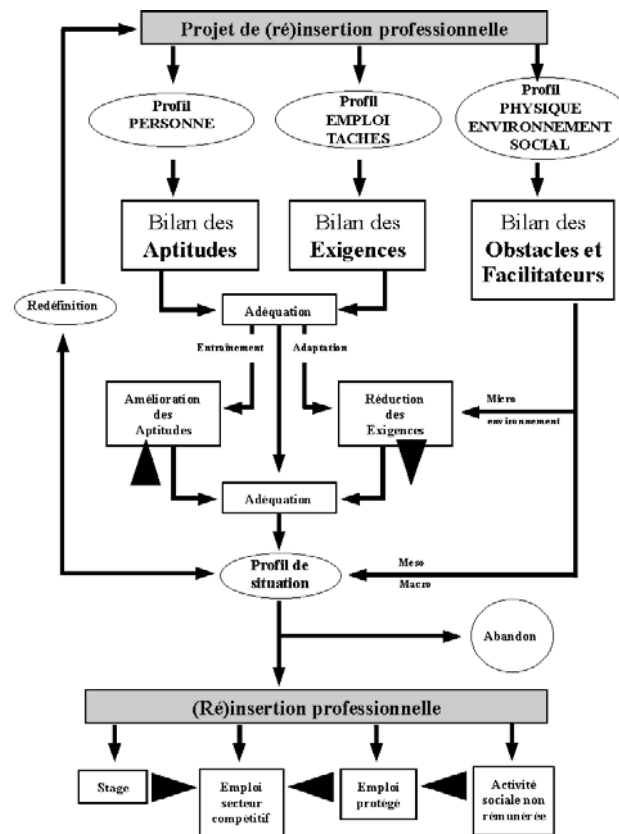 Projet de (ré)insertion professionnelle
Profil
PERSONNE
Profil
EMPLOI
TACHES
Profil
PHYSIQUE
ENVIRONNEMENT
SOCIAL
Bilan des
Aptitudes
Bilan des
Exigences
Bilan des
Obstacles et
Facilitateurs
Redéfinition
Adéquation
Entraînement
Adaptation
Amélioration
des
Aptitudes
Réduction
des
Exigences
Micro
environnement
Adéquation
Profil de
situation
Meso
Macro
Abandon
(Ré)insertion professionnelle
Stage
Emploi
secteur
compétitif
Emploi
protégé
Activité
sociale non
rémunérée